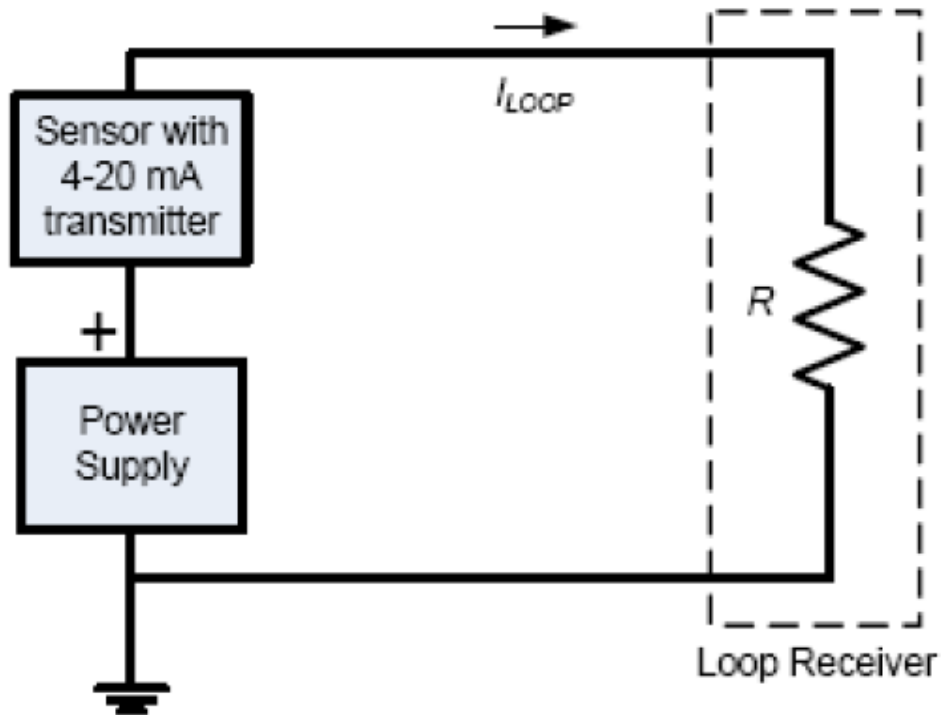 I_LOOP
Sensor with
4-20 mA
transmitter
+
R
Power
Supply
Loop Receiver